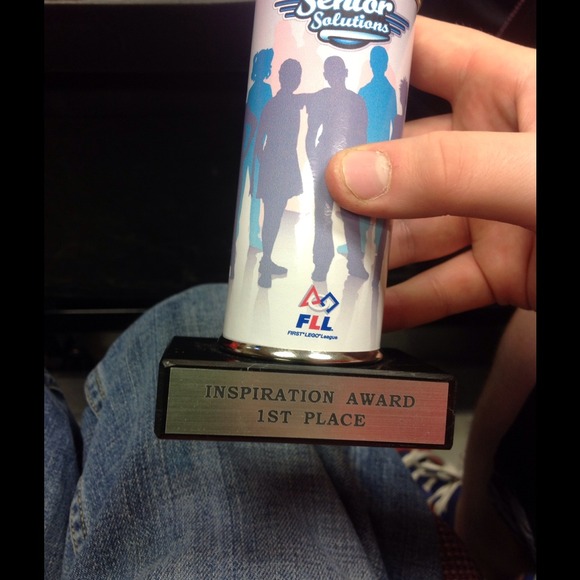 Senior
Solutions
FLL
FIRST LEGO League
INSPIRATION AWARD
1ST PLACE